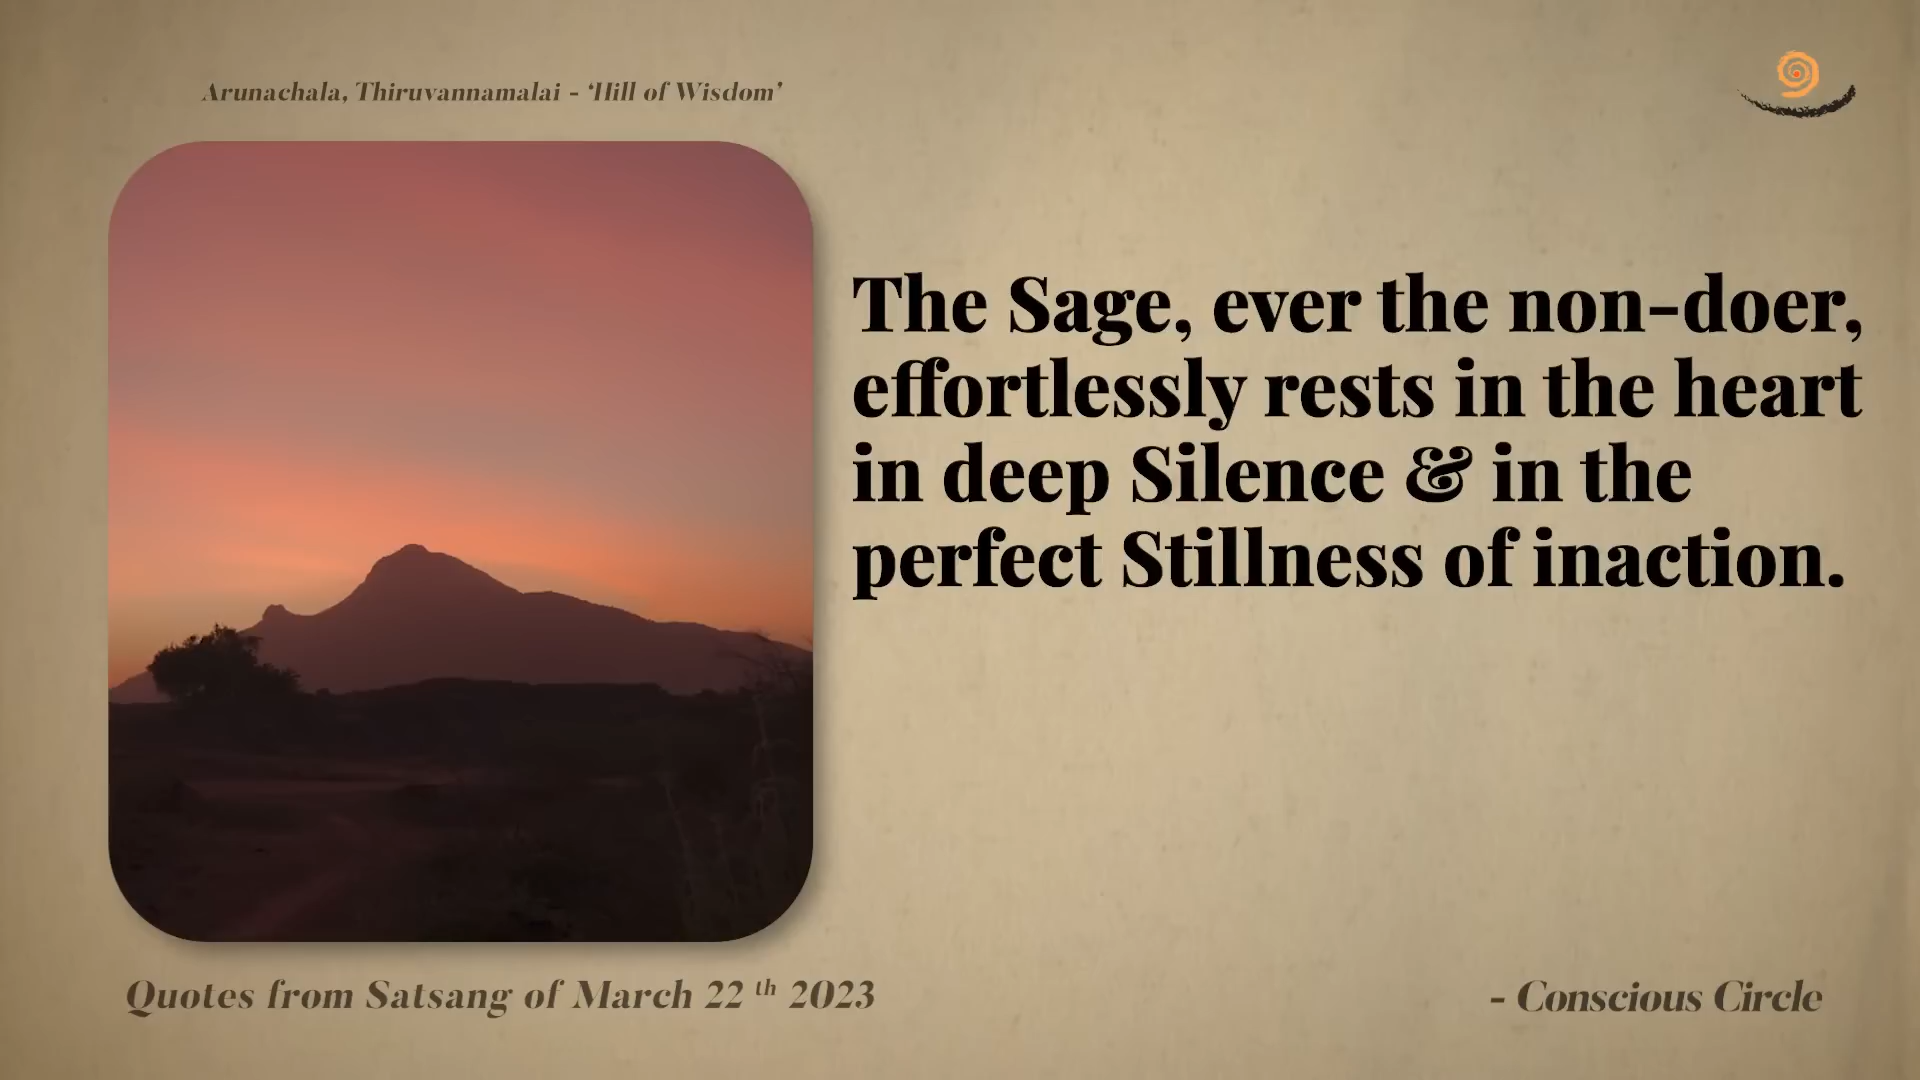 Arunachala, Thiruvannamalai - ‘Hill of Wisdom’
The Sage, ever the non-doer,
effortlessly rests in the heart
in deep Silence & in the
perfect Stillness of inaction.
Quotes from Satsang of March 22 th 2023
- Conscious Circle